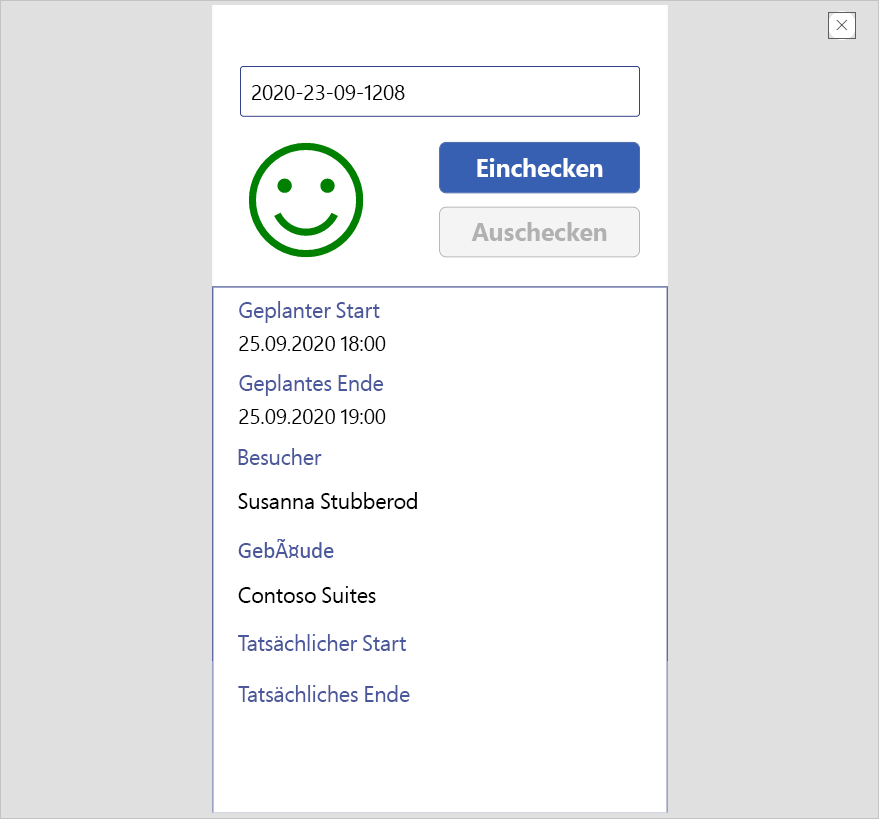 2020-23-09-1208
Einchecken
Auschecken
Geplanter Start
25.09.2020 18:00
Geplantes Ende
25.09.2020 19:00
Besucher
Susanna Stubberod
GebÃ¤ude
Contoso Suites
Tatsächlicher Start
Tatsächliches Ende